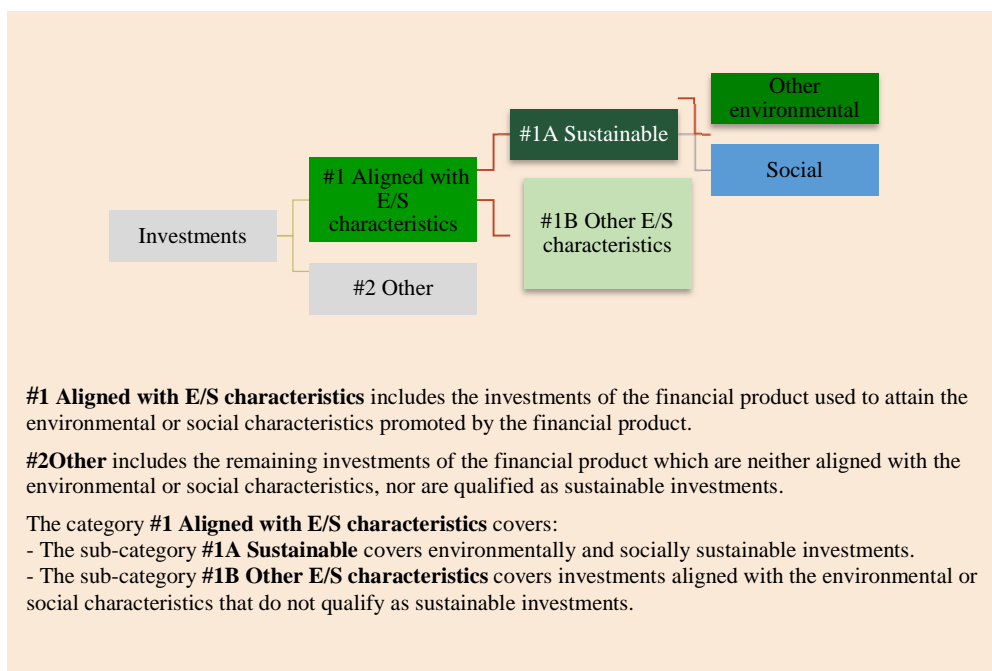 Other
environmental
#1A Sustainable
Social
#1 Aligned with
E/S
characteristics
#1B Other E/S
characteristics
Investments
#2 Other
#1 Aligned with E/S characteristics includes the investments of the financial product used to attain the
environmental or social characteristics promoted by the financial product.
#2Other includes the remaining investments of the financial product which are neither aligned with the
environmental or social characteristics, nor are qualified as sustainable investments.
The category #1 Aligned with E/S characteristics covers:
- The sub-category #1A Sustainable covers environmentally and socially sustainable investments.
- The sub-category #1B Other E/S characteristics covers investments aligned with the environmental or
social characteristics that do not qualify as sustainable investments.